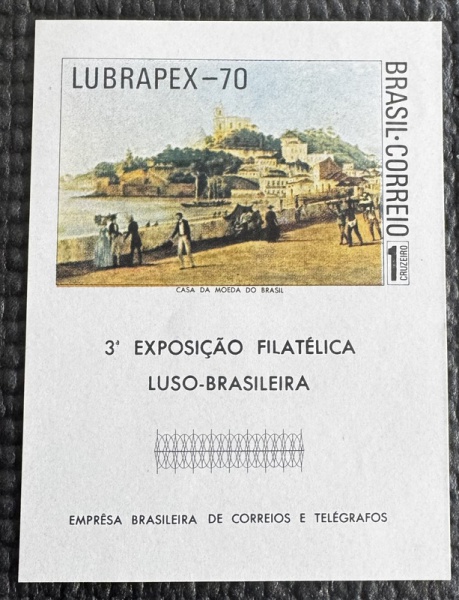 LUBRAPEX–70
BRASIL·CORREIO
1
CRUZEIRO
CASA DA MOEDA DO BRASIL
3ª EXPOSIÇÃO FILATÉLICA
LUSO-BRASILEIRA
EMPRÊSA BRASILEIRA DE CORREIOS E TELÉGRAFOS